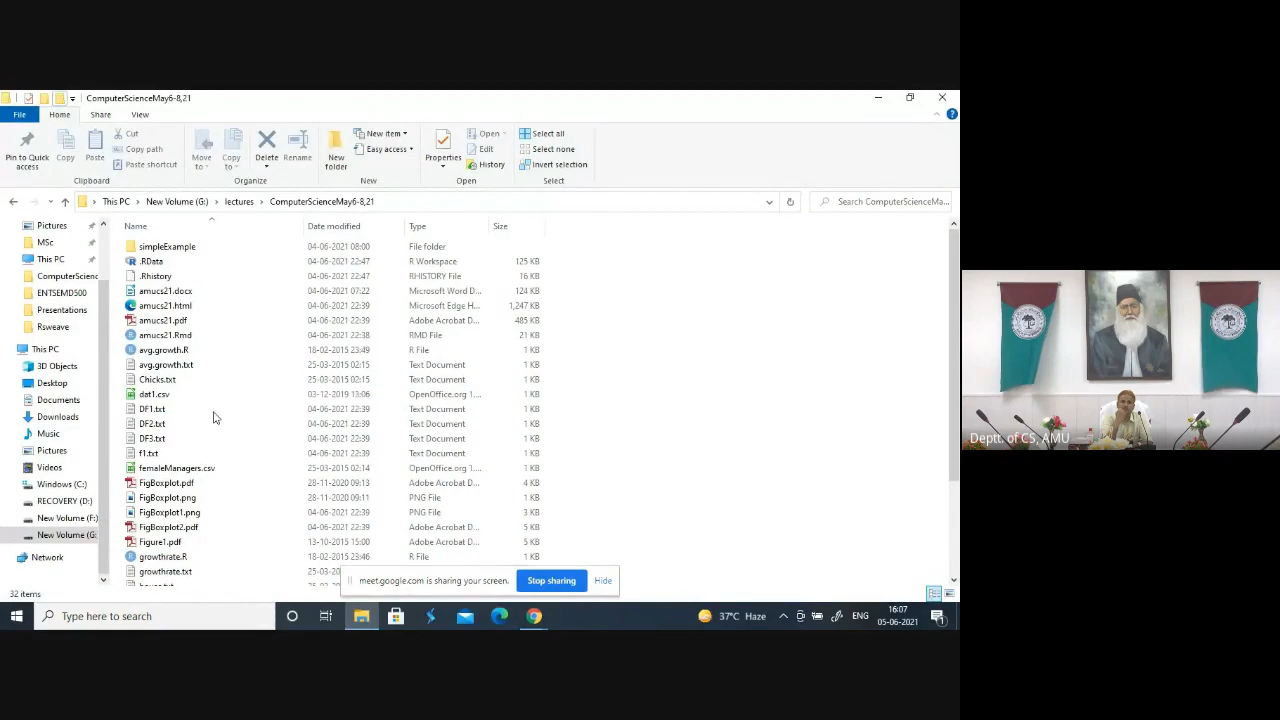 ComputerScienceMay6-8,21
File Home Share View
Pin to Quick access
Copy
Paste
Cut
Copy path
Paste shortcut
Clipboard
Move to
Copy to
Delete
Rename
Organize
New folder
New item
Easy access
New
Properties
Open
Edit
History
Open
Select all
Select none
Invert selection
Select
This PC > New Volume (G:) > lectures > ComputerScienceMay6-8,21
Search ComputerScienceMa...
Pictures
MSc
This PC
ComputerScienc
ENTSEMD500
Presentations
Rsweave
This PC
3D Objects
Desktop
Documents
Downloads
Music
Pictures
Videos
Windows (C:)
RECOVERY (D:)
New Volume (F:)
New Volume (G:
Network
Name Date modified Type Size
simpleExample 04-06-2021 08:00 File folder
.RData 04-06-2021 22:47 R Workspace 125 KB
.Rhistory 04-06-2021 22:47 RHISTORY File 16 KB
amucs21.docx 04-06-2021 07:22 Microsoft Word D... 124 KB
amucs21.html 04-06-2021 22:39 Microsoft Edge H... 1,247 KB
amucs21.pdf 04-06-2021 22:39 Adobe Acrobat D... 485 KB
amucs21.Rmd 04-06-2021 22:38 RMD File 21 KB
avg.growth.R 18-02-2015 23:49 R File 1 KB
avg.growth.txt 25-03-2015 02:15 Text Document 1 KB
Chicks.txt 25-03-2015 02:15 Text Document 1 KB
dat1.csv 03-12-2019 13:06 OpenOffice.org 1.... 1 KB
DF1.txt 04-06-2021 22:39 Text Document 1 KB
DF2.txt 04-06-2021 22:39 Text Document 1 KB
DF3.txt 04-06-2021 22:39 Text Document 1 KB
f1.txt 04-06-2021 22:39 Text Document 1 KB
femaleManagers.csv 25-03-2015 02:14 OpenOffice.org 1.... 1 KB
FigBoxplot.pdf 28-11-2020 09:13 Adobe Acrobat D... 4 KB
FigBoxplot.png 28-11-2020 09:11 PNG File 1 KB
FigBoxplot1.png 04-06-2021 22:39 PNG File 3 KB
FigBoxplot2.pdf 04-06-2021 22:39 Adobe Acrobat D... 5 KB
Figure1.pdf 13-10-2015 15:00 Adobe Acrobat D... 5 KB
growthrate.R 18-02-2015 23:46 R File 1 KB
growthrate.txt 25-03-20
meet.google.com is sharing your screen. Stop sharing Hide
32 items
Type here to search
37°C Haze
ENG
16:07
05-06-2021
1
Deptt. of CS, AMU